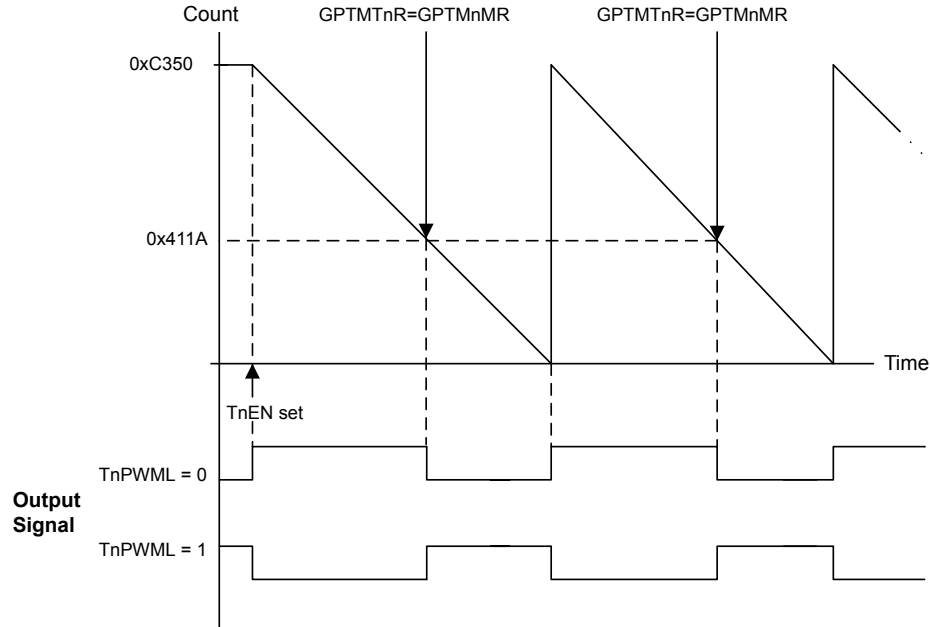 Count
GPTMTnR=GPTMnMR
GPTMTnR=GPTMnMR
0xC350
0x411A
Time
TnEN set
TnPWML = 0
Output
Signal
TnPWML = 1